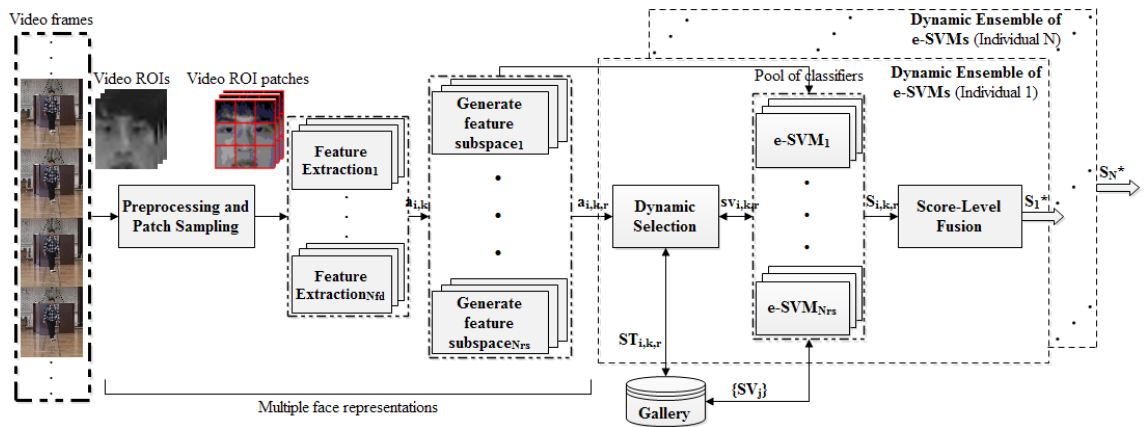 Video frames
Video ROIs
Video ROI patches
Preprocessing and
Patch Sampling
Feature
Extraction1
Feature
ExtractionNfd
ai,k
Generate
feature
subspace1
Generate
feature
subspaceNrs
ai,k,r
Multiple face representations
Dynamic Ensemble of
e-SVMs (Individual N)
Dynamic Ensemble of
e-SVMs (Individual 1)
Pool of classifiers
Dynamic
Selection
svi,k,r
e-SVM1
e-SVMNrs
Si,k,r
Score-Level
Fusion
S1*
SN*
STi,k,r
{SVj}
Gallery